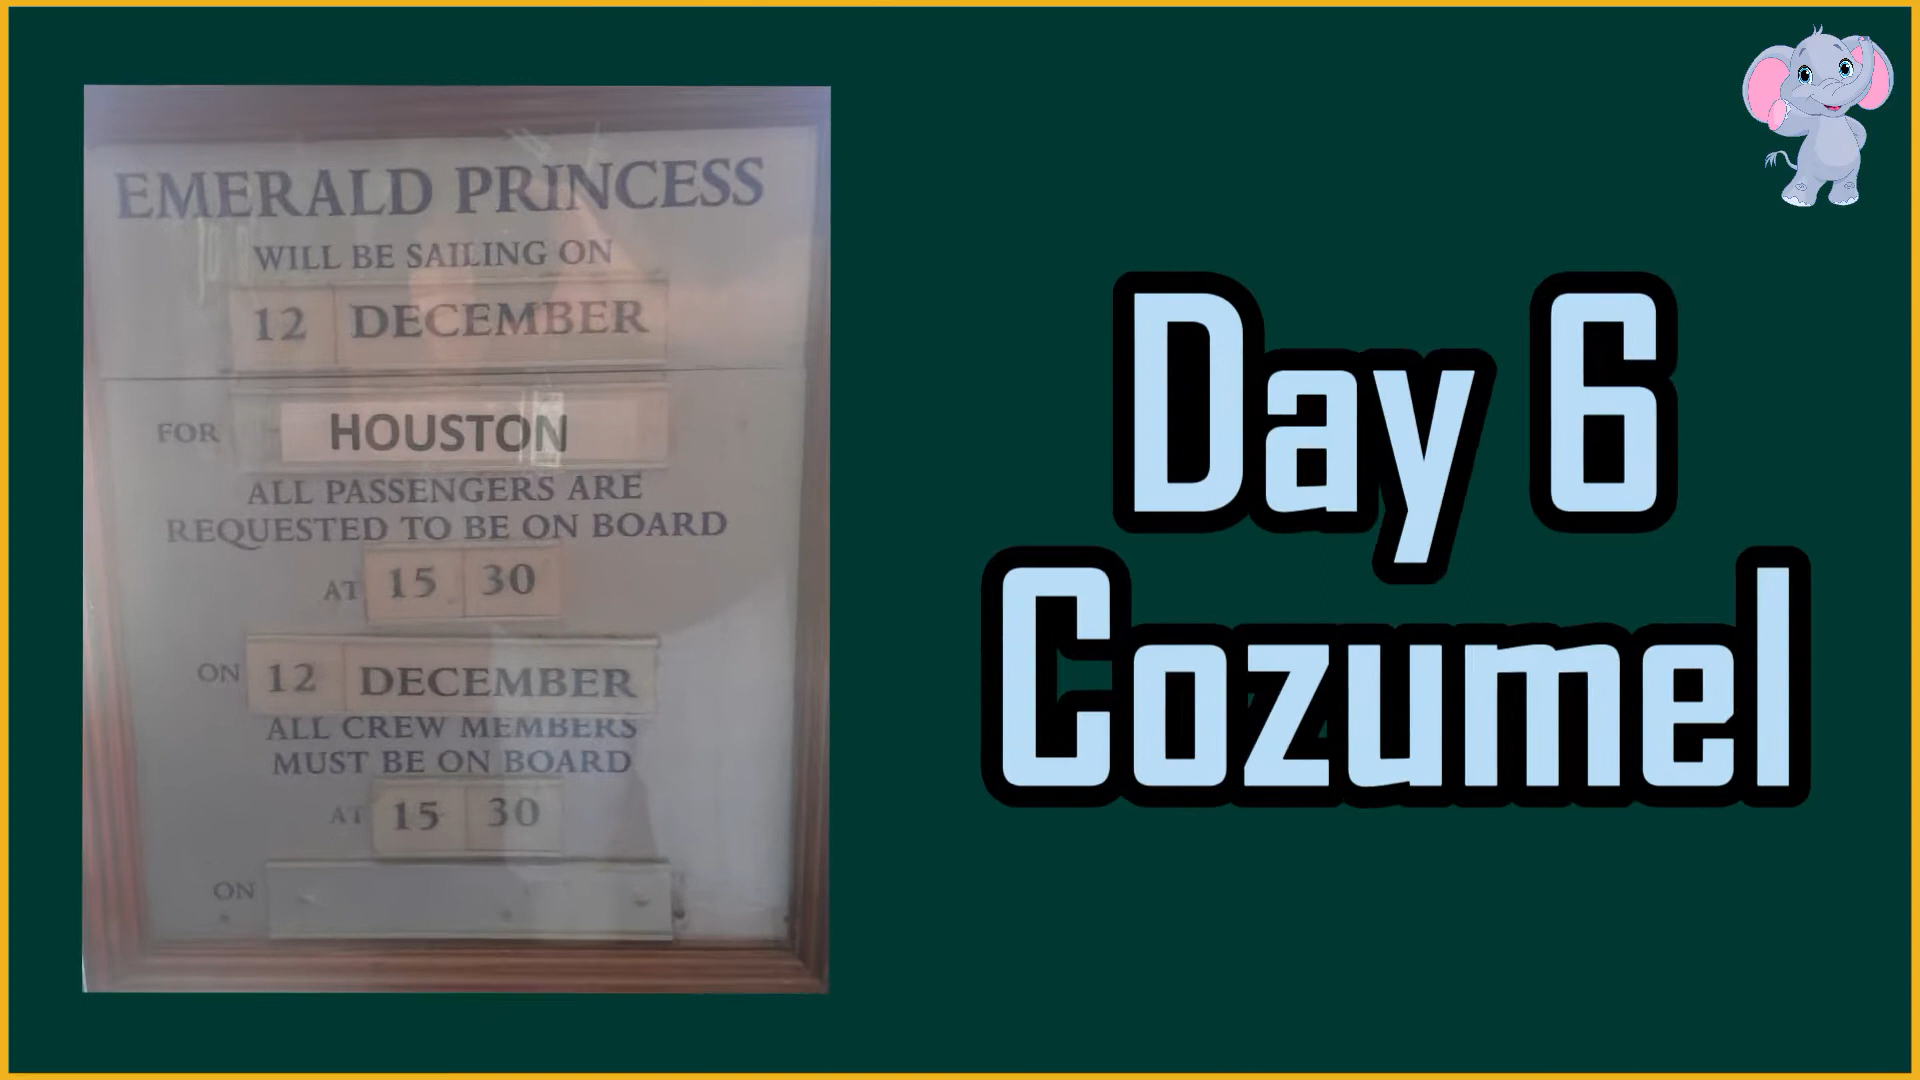 EMERALD PRINCESS
WILL BE SAILING ON
12 DECEMBER
FOR HOUSTON
ALL PASSENGERS ARE
REQUESTED TO BE ON BOARD
AT 15 30
ON 12 DECEMBER
ALL CREW MEMBERS
MUST BE ON BOARD
AT 15 30
ON
Day 6
Cozumel